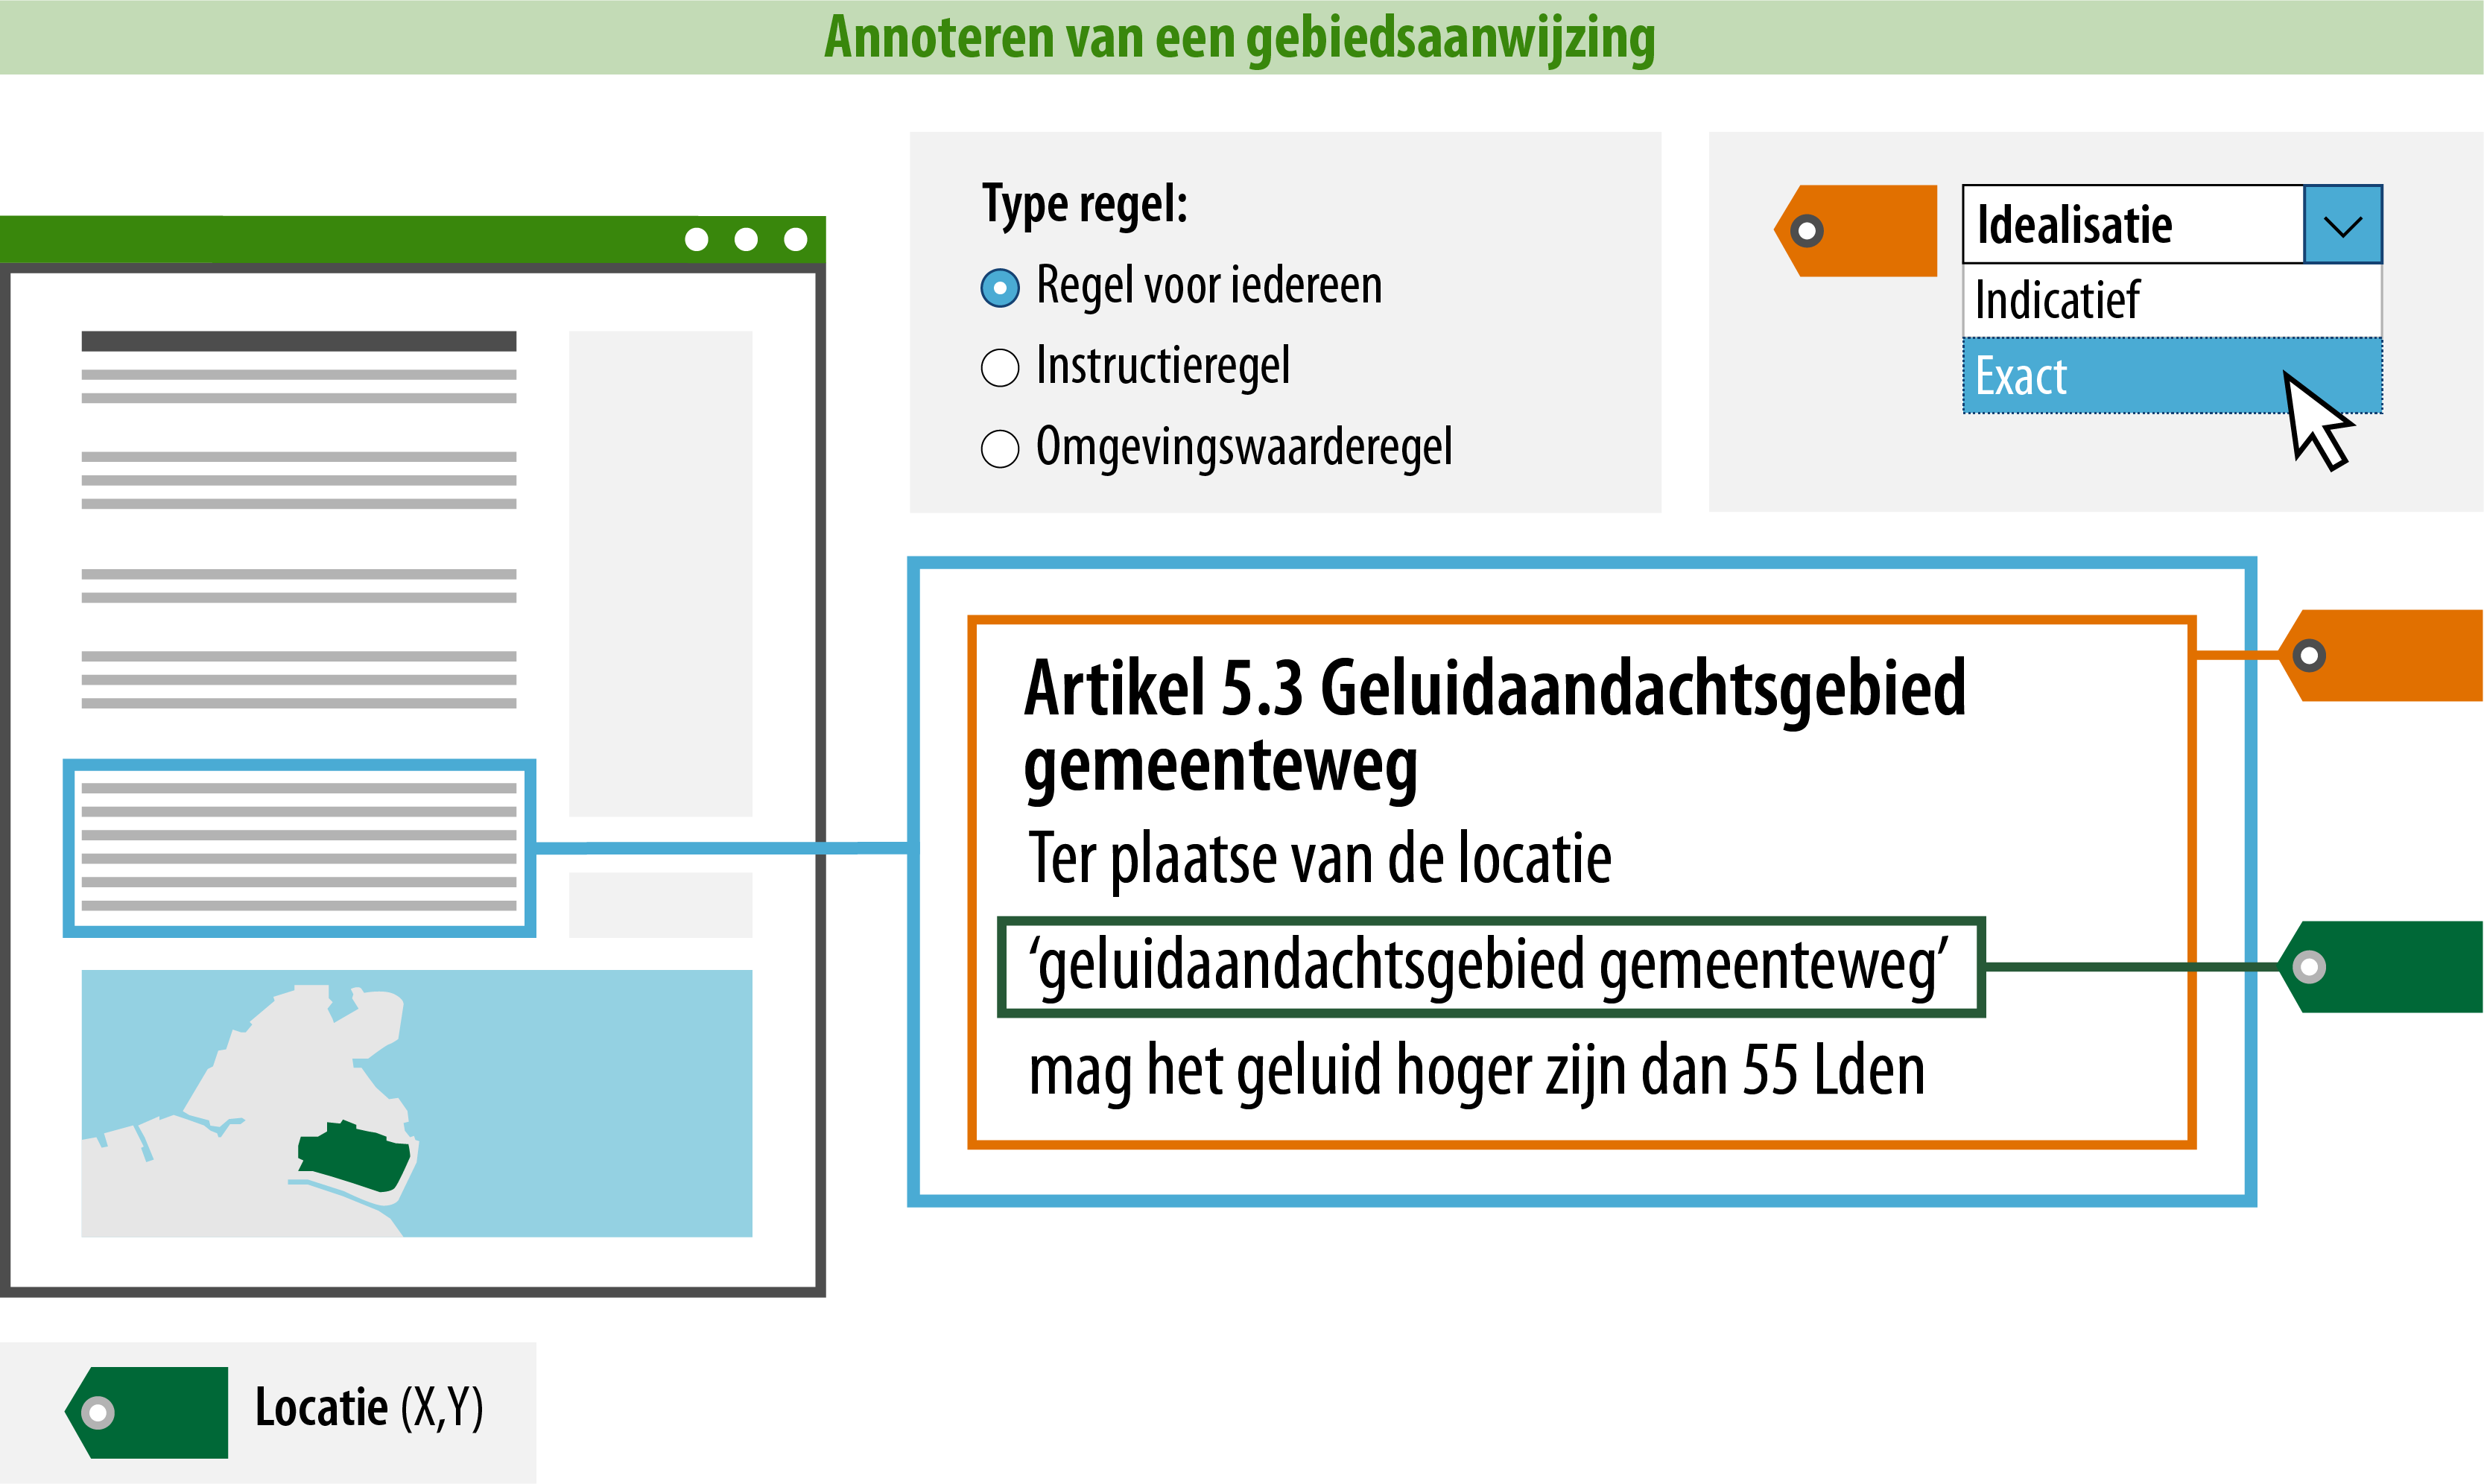 Annoteren van een gebiedsaanwijzing
Type regel:
Regel voor iedereen
Instructieregel
Omgevingswaarderegel
Idealisatie
Indicatief
Exact
Artikel 5.3 Geluidaandachtsgebied
gemeenteweg
Ter plaatse van de locatie
‘geluidaandachtsgebied gemeenteweg‘
mag het geluid hoger zijn dan 55 Lden
Locatie (X,Y)